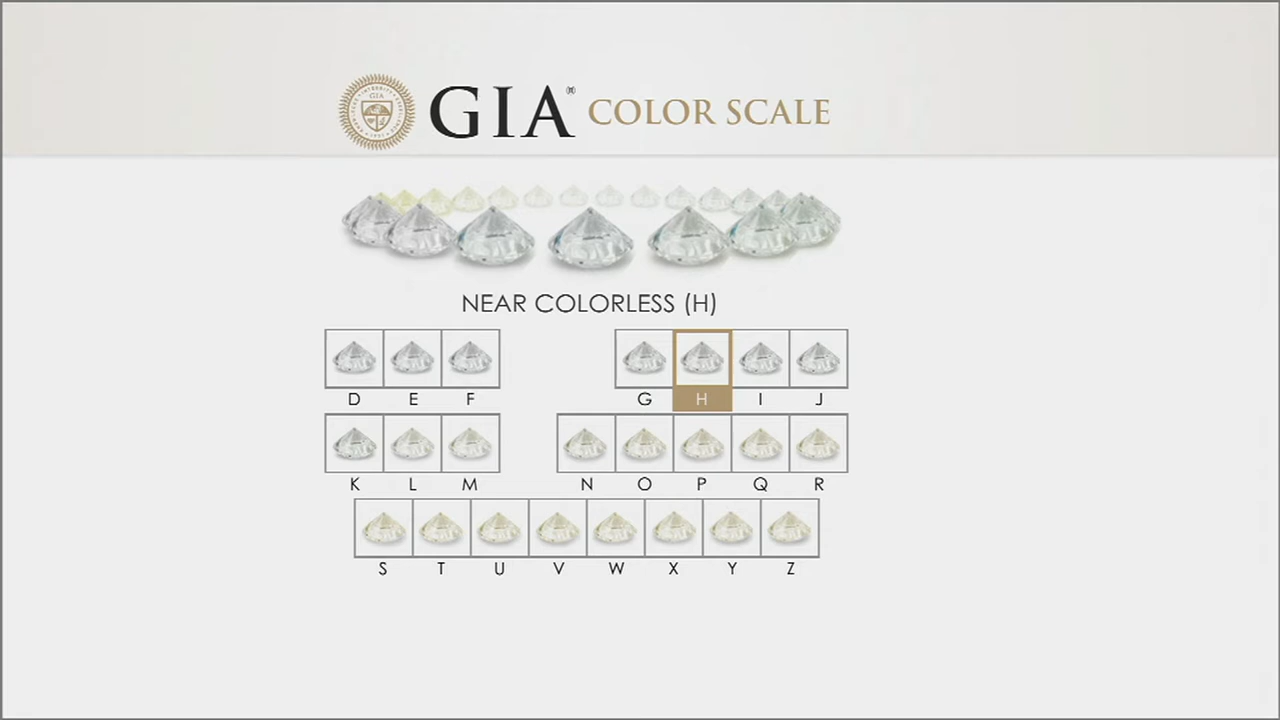 GIA® COLOR SCALE
NEAR COLORLESS (H)
D E F G H I J
K L M N O P Q R
S T U V W X Y Z